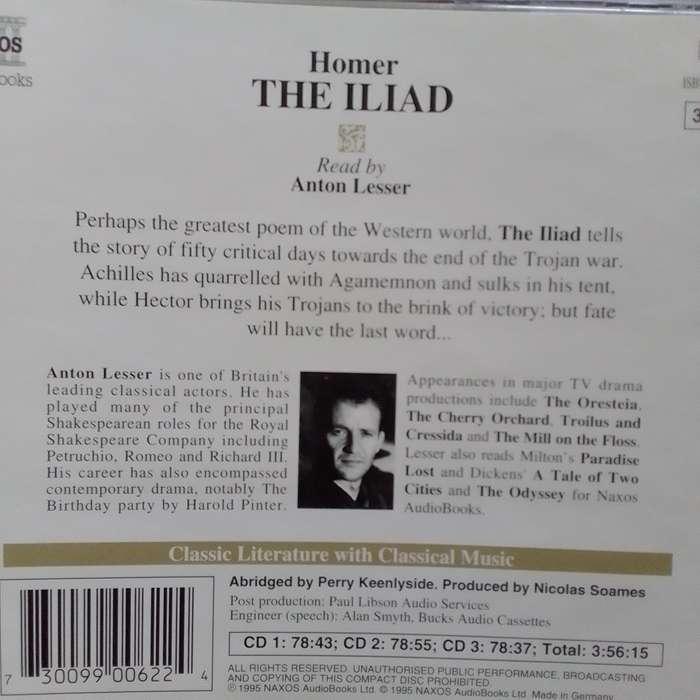 OS
ooks
Homer
THE ILIAD
ISB
3
Read by
Anton Lesser
Perhaps the greatest poem of the Western world, The Iliad tells
the story of fifty critical days towards the end of the Trojan war.
Achilles has quarrelled with Agamemnon and sulks in his tent,
while Hector brings his Trojans to the brink of victory; but fate
will have the last word...
Anton Lesser is one of Britain's
leading classical actors. He has
played many of the principal
Shakespearean roles for the Royal
Shakespeare Company including
Petruchio, Romeo and Richard III.
His career has also encompassed
contemporary drama, notably The
Birthday party by Harold Pinter.
Appearances in major TV drama
productions include The Oresteia,
The Cherry Orchard, Troilus and
Cressida and The Mill on the Floss.
Lesser also reads Milton's Paradise
Lost and Dickens' A Tale of Two
Cities and The Odyssey for Naxos
AudioBooks.
Classic Literature with Classical Music
Abridged by Perry Keenlyside. Produced by Nicolas Soames
Post production: Paul Libson Audio Services
Engineer (speech): Alan Smyth, Bucks Audio Cassettes
CD 1: 78:43; CD 2: 78:55; CD 3: 78:37; Total: 3:56:15
7 30099 00622 4
ALL RIGHTS RESERVED. UNAUTHORISED PUBLIC PERFORMANCE, BROADCASTING
AND COPYING OF THIS COMPACT DISC PROHIBITED.
℗ 1995 NAXOS AudioBooks Ltd. © 1995 NAXOS AudioBooks Ltd. Made in Germany.